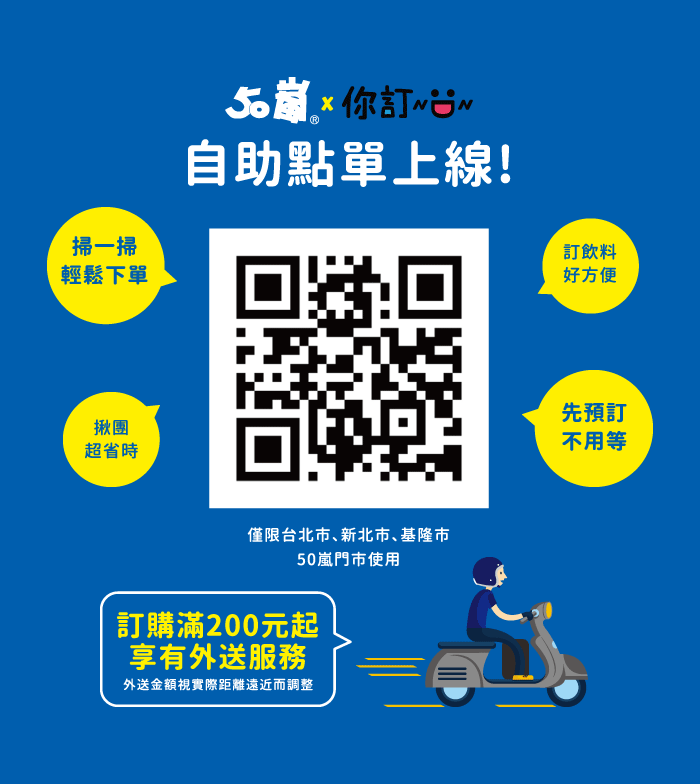 50嵐® x 你訂
自助點單上線!
掃一掃
輕鬆下單
訂飲料
好方便
揪團
超省時
先預訂
不用等
僅限台北市、新北市、基隆市
50嵐門市使用
訂購滿200元起
享有外送服務
外送金額視實際距離遠近而調整